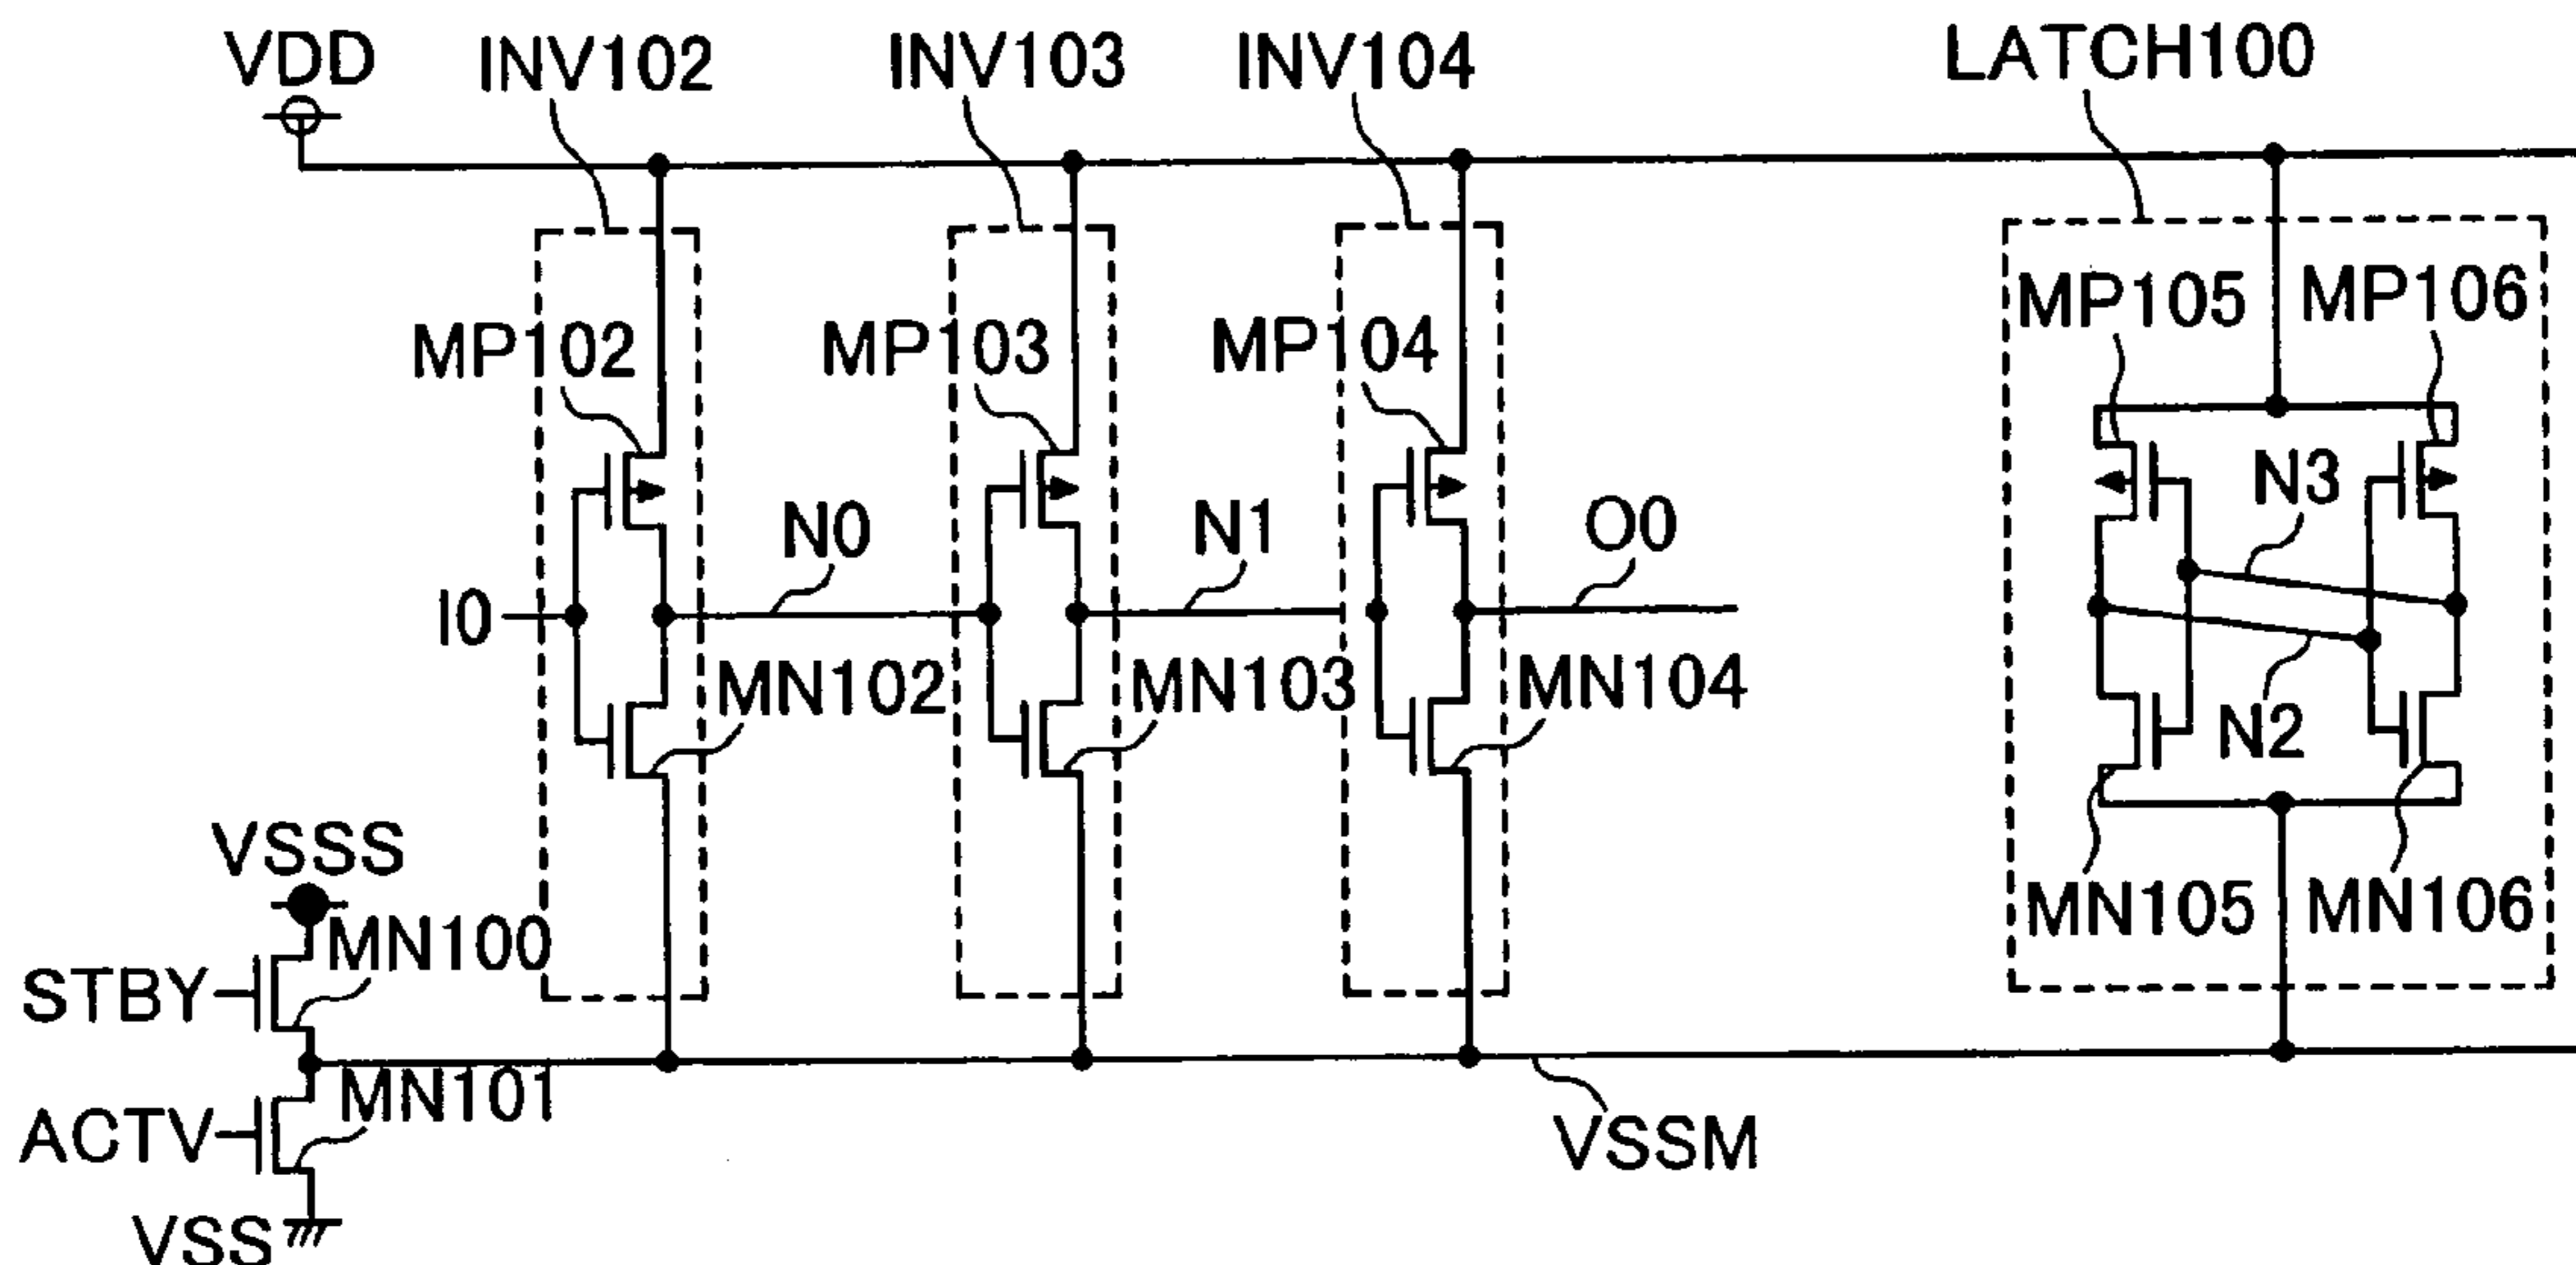 VDD
INV102
INV103
INV104
LATCH100
MP102
MP103
MP104
MP105
MP106
I0
N0
N1
O0
N3
N2
MN102
MN103
MN104
MN105
MN106
VSSS
MN100
STBY
MN101
ACTV
VSS
VSSM